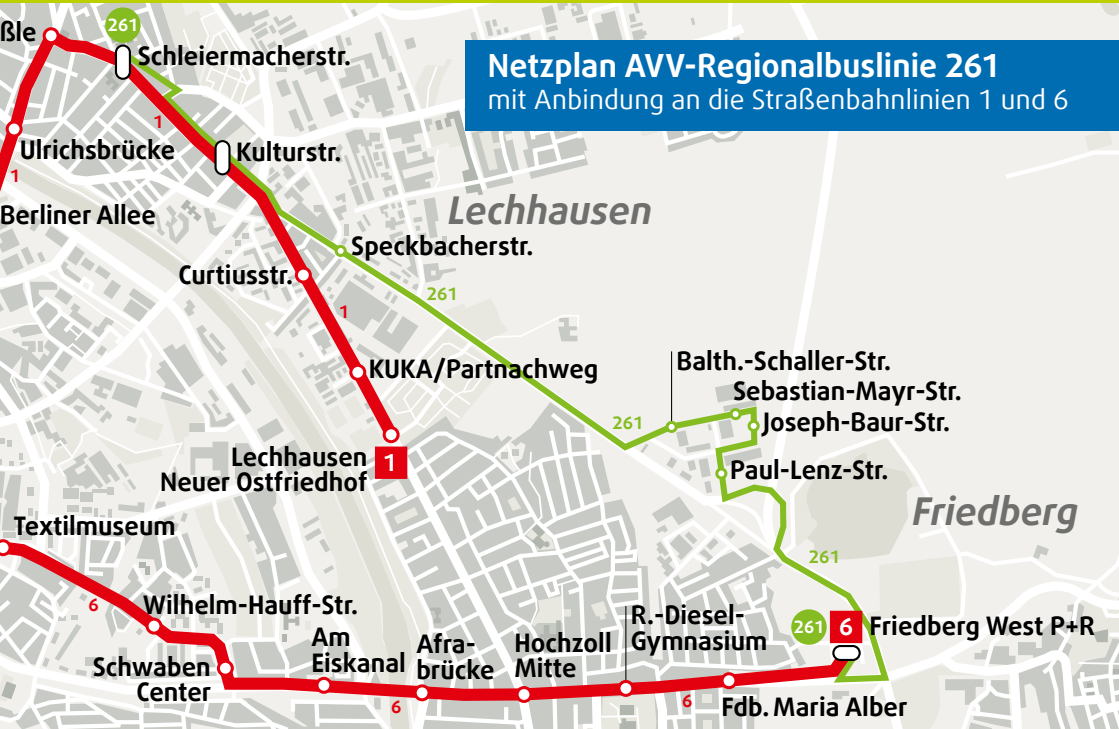 Netzplan AVV-Regionalbuslinie 261
mit Anbindung an die Straßenbahnlinien 1 und 6
ßle
261
Schleiermacherstr.
1
Ulrichsbrücke
1
Kulturstr.
Berliner Allee
Lechhausen
Speckbacherstr.
Curtiusstr.
261
1
KUKA/Partnachweg
Balth.-Schaller-Str.
Sebastian-Mayr-Str.
261
Joseph-Baur-Str.
Lechhausen
Neuer Ostfriedhof
1
Paul-Lenz-Str.
Friedberg
Textilmuseum
261
6
Wilhelm-Hauff-Str.
Schwaben
Center
Am
Eiskanal
Afra-
brücke
6
Hochzoll
Mitte
R.-Diesel-
Gymnasium
6
Fdb. Maria Alber
261
6
Friedberg West P+R